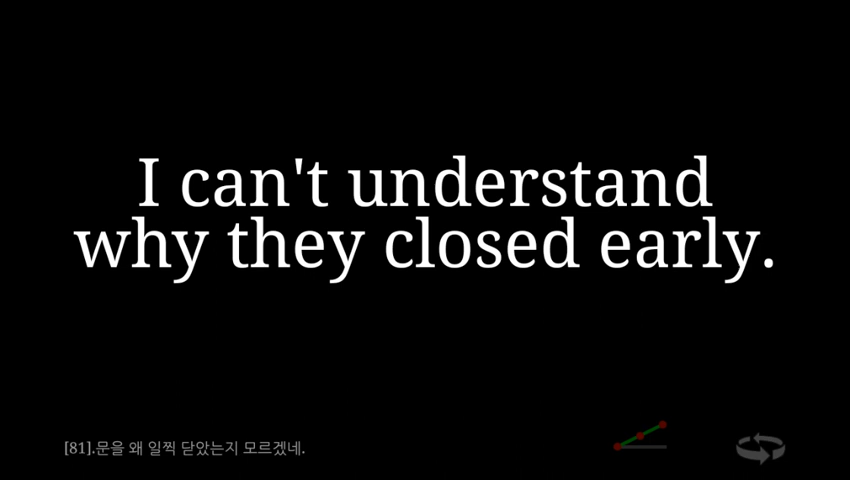 I can't understand
why they closed early.
[81].문을 왜 일찍 닫았는지 모르겠네.